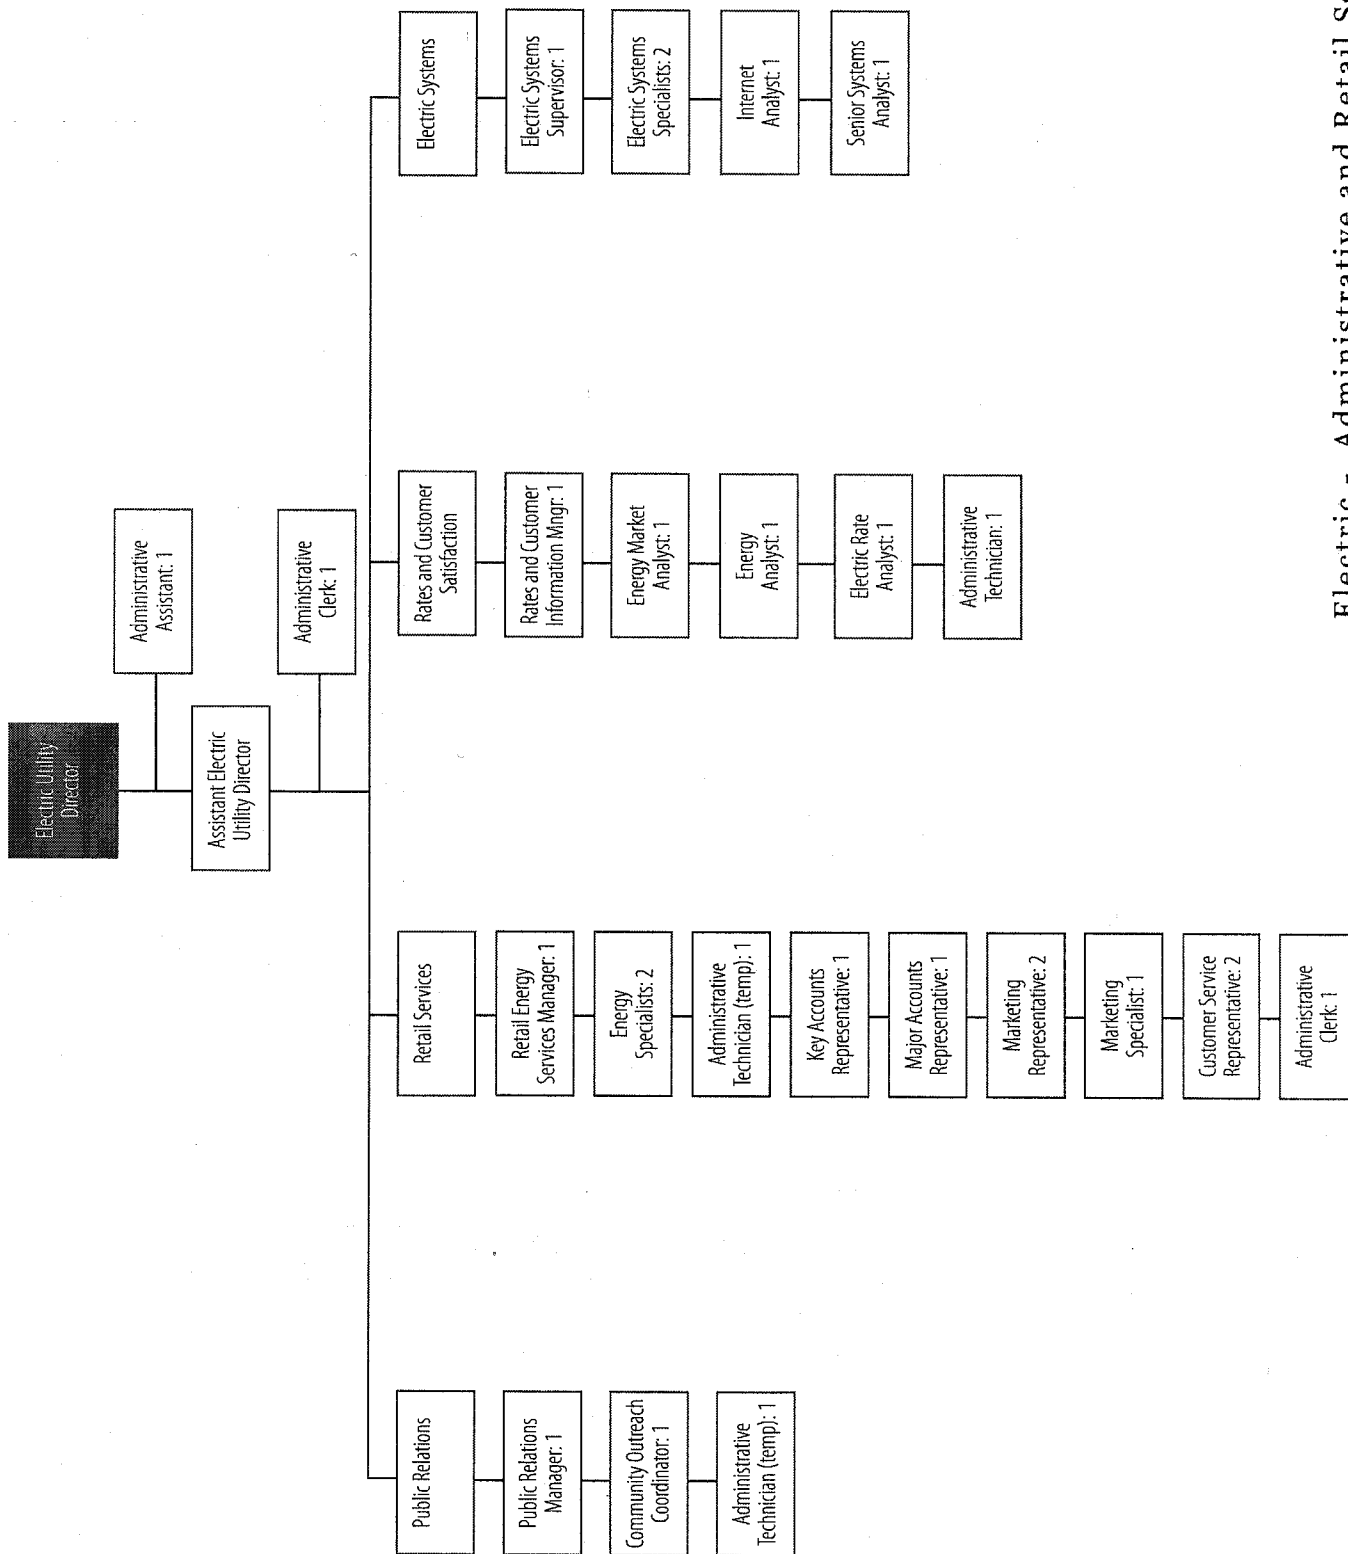 Electric Utility
Director
Administrative
Assistant: 1
Assistant Electric
Utility Director
Administrative
Clerk: 1
Public Relations
Public Relations
Manager: 1
Community Outreach
Coordinator: 1
Administrative
Technician (temp): 1
Retail Services
Retail Energy
Services Manager: 1
Energy
Specialists: 2
Administrative
Technician (temp): 1
Key Accounts
Representative: 1
Major Accounts
Representative: 1
Marketing
Representative: 2
Marketing
Specialist: 1
Customer Service
Representative: 2
Administrative
Clerk: 1
Rates and Customer
Satisfaction
Rates and Customer
Information Mngr: 1
Energy Market
Analyst: 1
Energy
Analyst: 1
Electric Rate
Analyst: 1
Administrative
Technician: 1
Electric Systems
Electric Systems
Supervisor: 1
Electric Systems
Specialists: 2
Internet
Analyst: 1
Senior Systems
Analyst: 1
Electric - Administrative and Retail